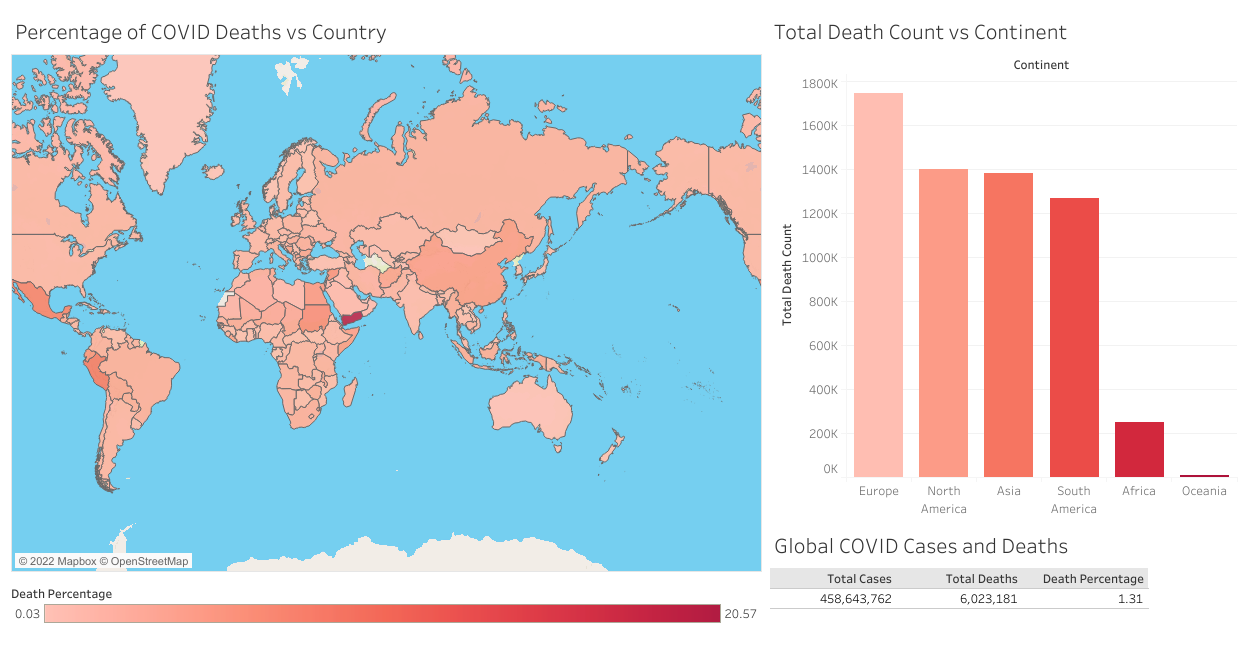 Percentage of COVID Deaths vs Country
© 2022 Mapbox © OpenStreetMap
Death Percentage
0.03
20.57
Total Death Count vs Continent
Continent
Total Death Count
1800K
1600K
1400K
1200K
1000K
800K
600K
400K
200K
0K
Europe
North America
Asia
South America
Africa
Oceania
Global COVID Cases and Deaths
Total Cases Total Deaths Death Percentage
458,643,762 6,023,181 1.31